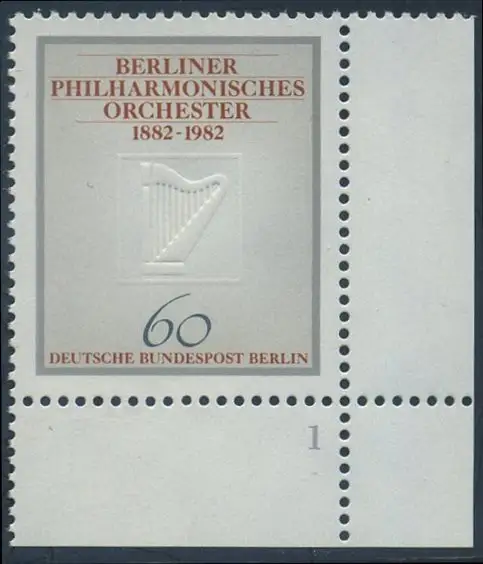 BERLINER
PHILHARMONISCHES
ORCHESTER
1882-1982
60
DEUTSCHE BUNDESPOST BERLIN
1